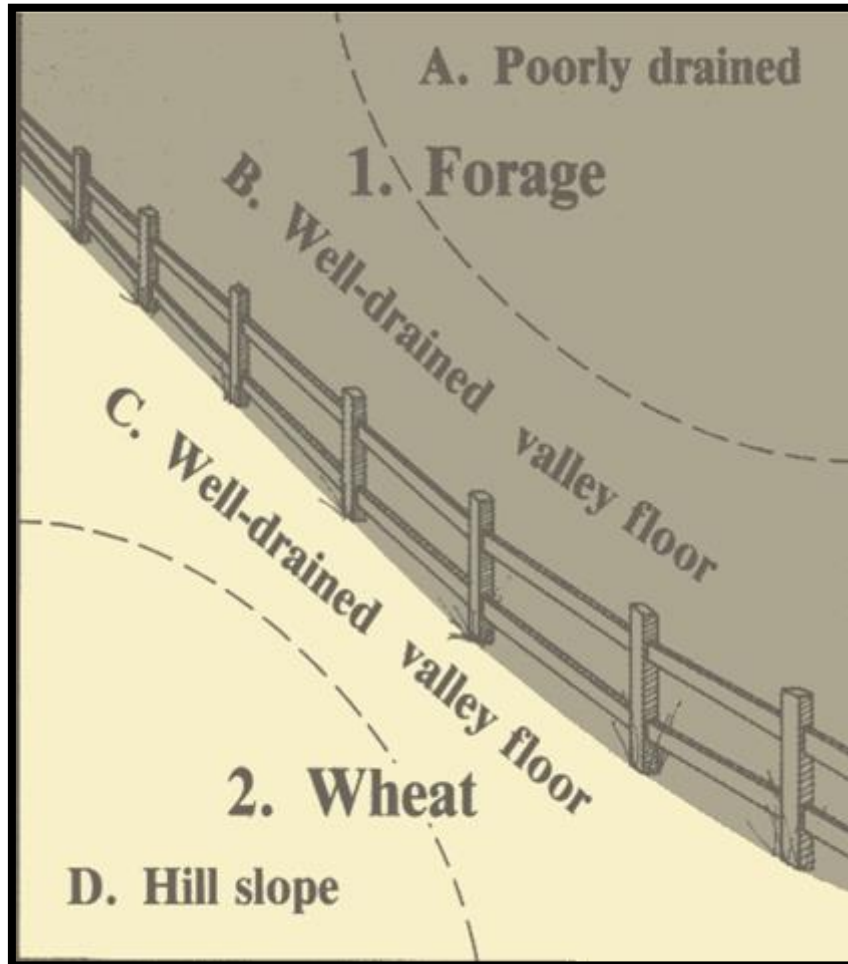 A. Poorly drained
1. Forage
B. Well-drained valley floor
C. Well-drained valley floor
2. Wheat
D. Hill slope